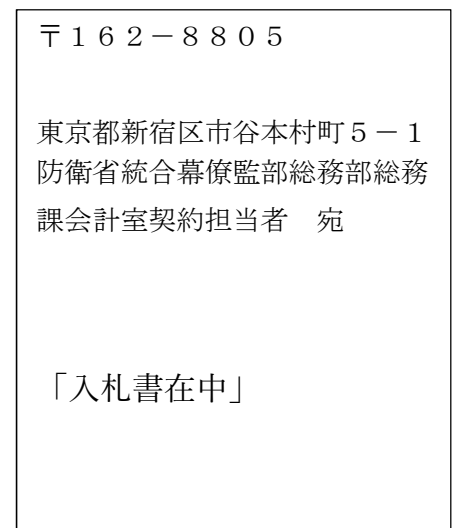 〒１６２－８８０５
東京都新宿区市谷本村町５－１
防衛省統合幕僚監部総務部総務
課会計室契約担当者　宛
「入札書在中」